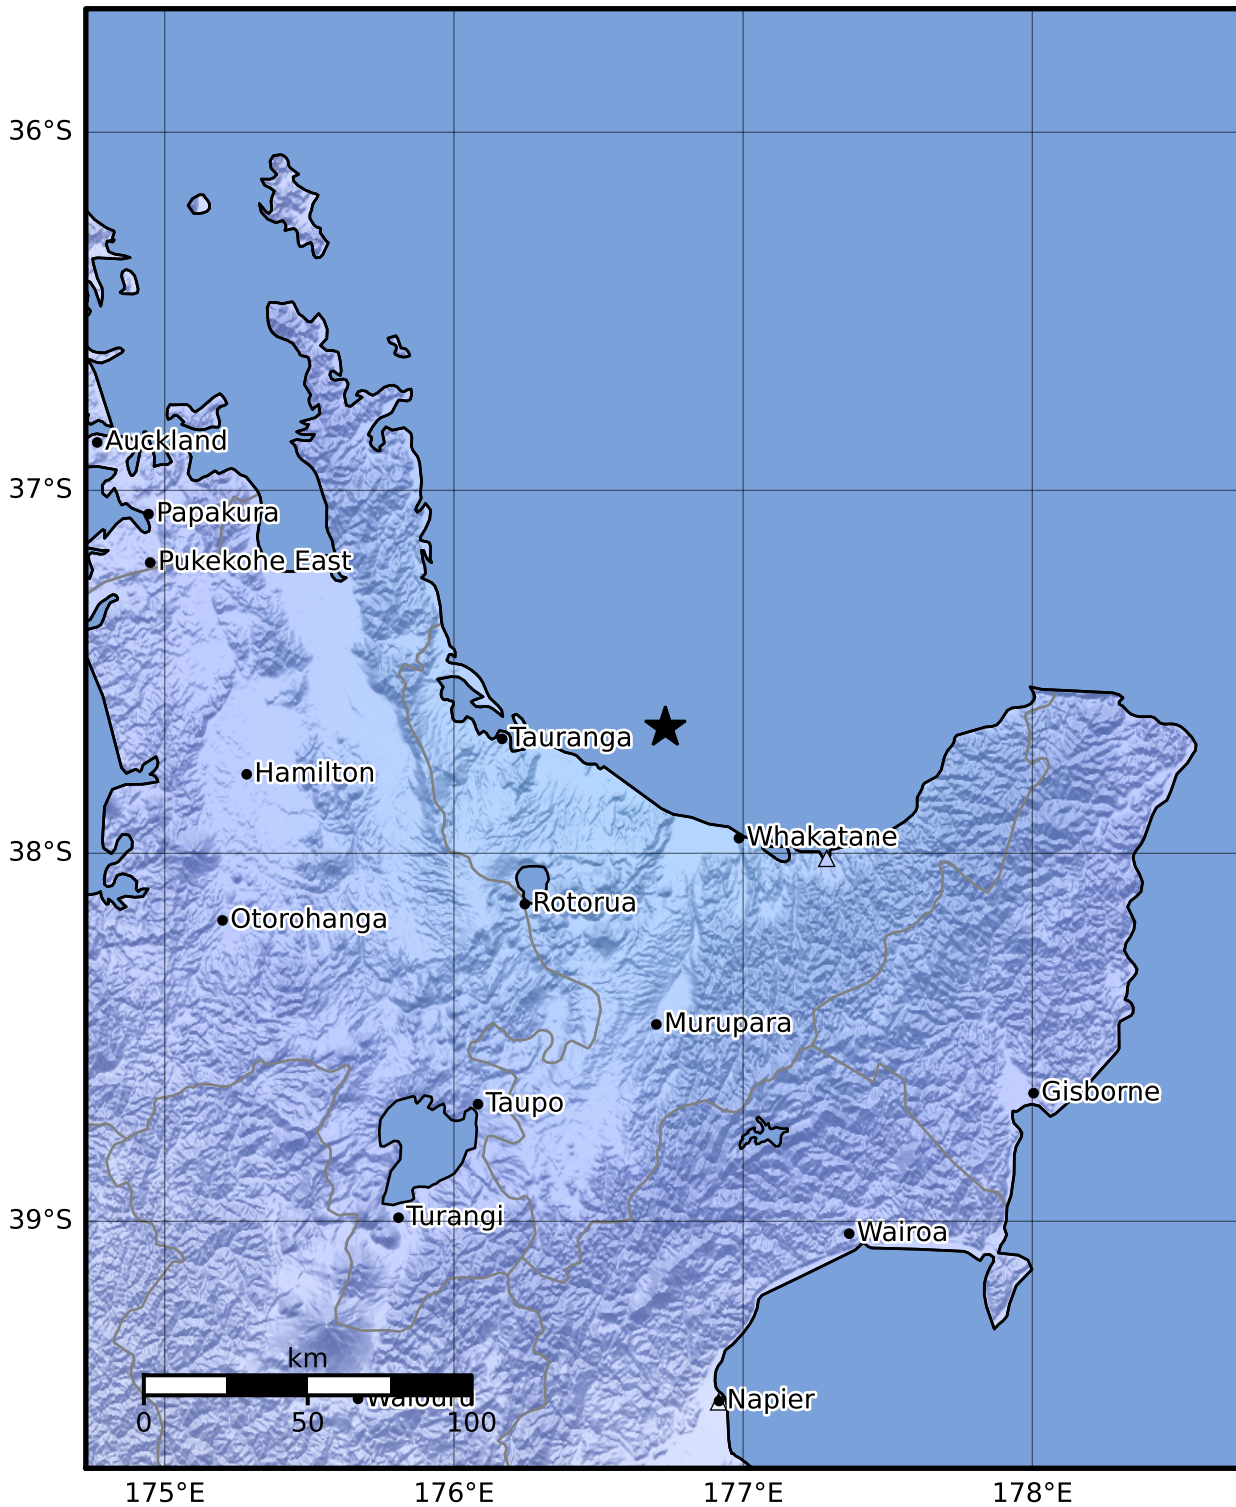 36°S
Auckland
37°S
Papakura
Pukekohe East
Tauranga
Hamilton
Whakatane
38°S
Rotorua
Otorohanga
Murupara
Gisborne
Taupo
Turangi
39°S
Wairoa
km
Waiouru
Napier
0 50 100
175°E 176°E 177°E 178°E